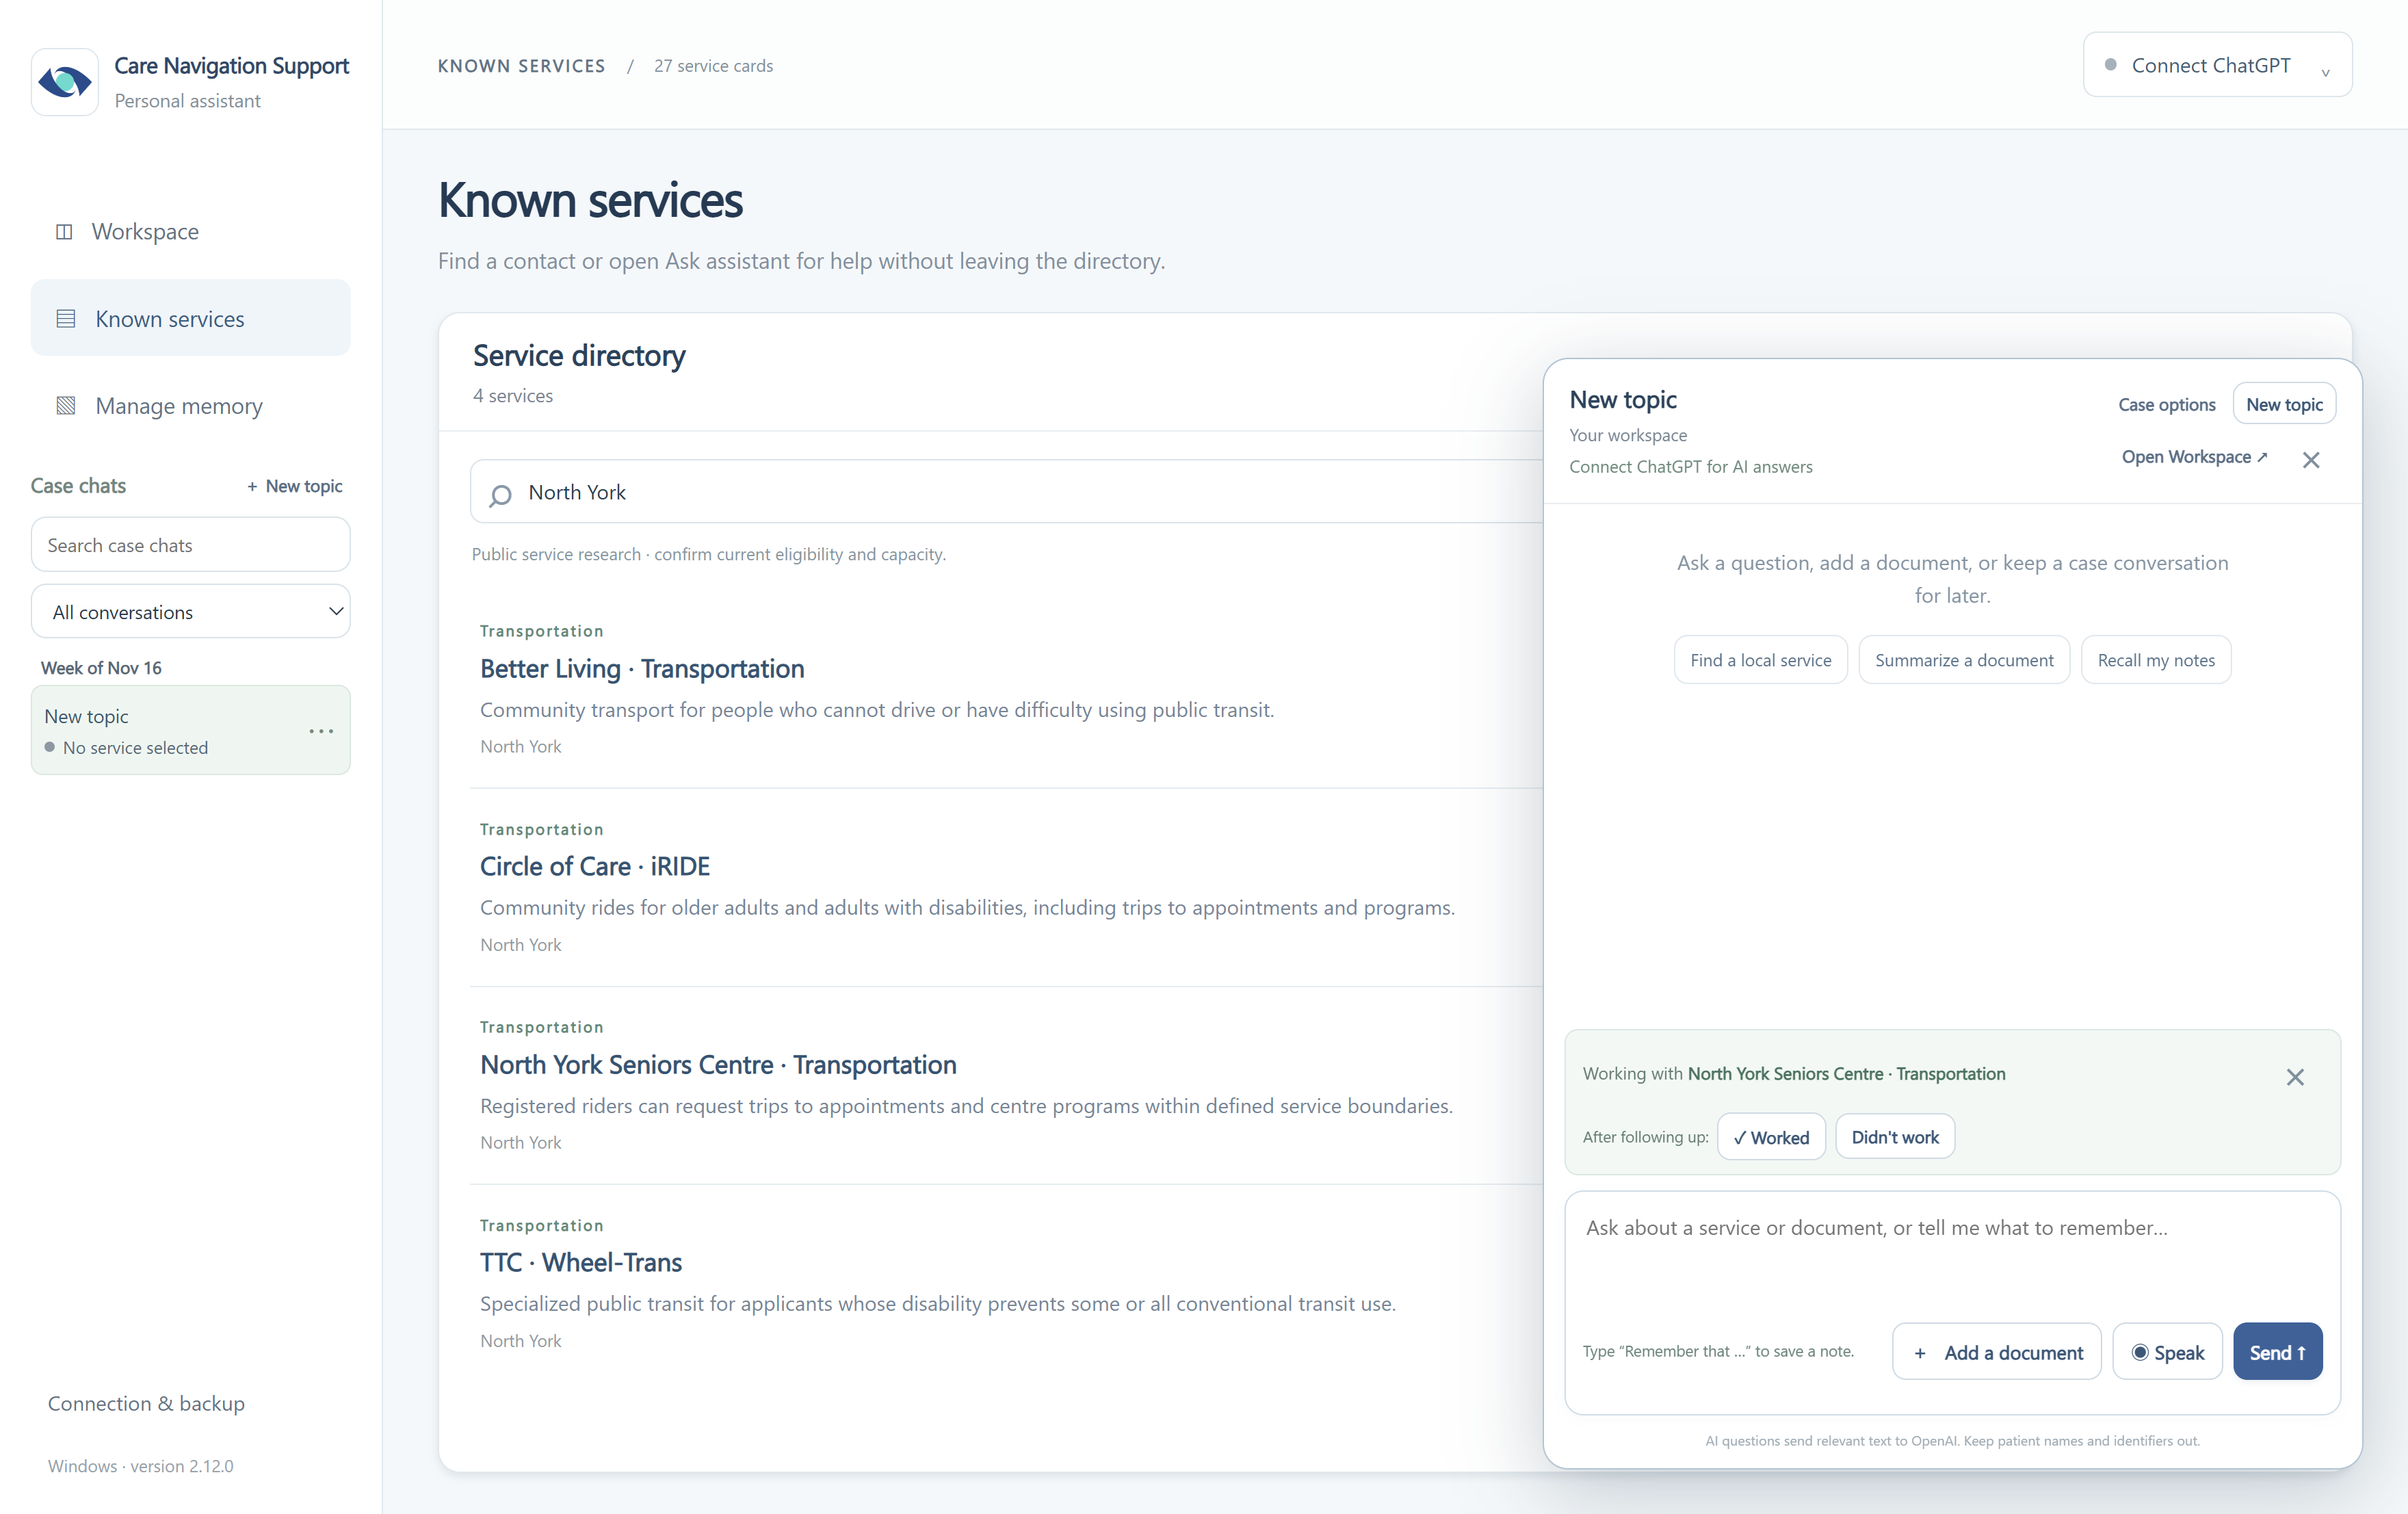 Care Navigation Support
Personal assistant
Workspace
Known services
Manage memory
Case chats
+ New topic
Search case chats
All conversations
Week of Nov 16
New topic
No service selected
...
Connection & backup
Windows · version 2.12.0
KNOWN SERVICES / 27 service cards
Connect ChatGPT
Known services
Find a contact or open Ask assistant for help without leaving the directory.
Service directory
4 services
North York
Public service research · confirm current eligibility and capacity.
Transportation
Better Living · Transportation
Community transport for people who cannot drive or have difficulty using public transit.
North York
Transportation
Circle of Care · iRIDE
Community rides for older adults and adults with disabilities, including trips to appointments and programs.
North York
Transportation
North York Seniors Centre · Transportation
Registered riders can request trips to appointments and centre programs within defined service boundaries.
North York
Transportation
TTC · Wheel-Trans
Specialized public transit for applicants whose disability prevents some or all conventional transit use.
North York
New topic
Your workspace
Connect ChatGPT for AI answers
Case options
New topic
Open Workspace ↗
Ask a question, add a document, or keep a case conversation
for later.
Find a local service
Summarize a document
Recall my notes
Working with North York Seniors Centre · Transportation
After following up:
✓ Worked
Didn't work
Ask about a service or document, or tell me what to remember...
Type “Remember that ...” to save a note.
+ Add a document
Speak
Send ↑
AI questions send relevant text to OpenAI. Keep patient names and identifiers out.